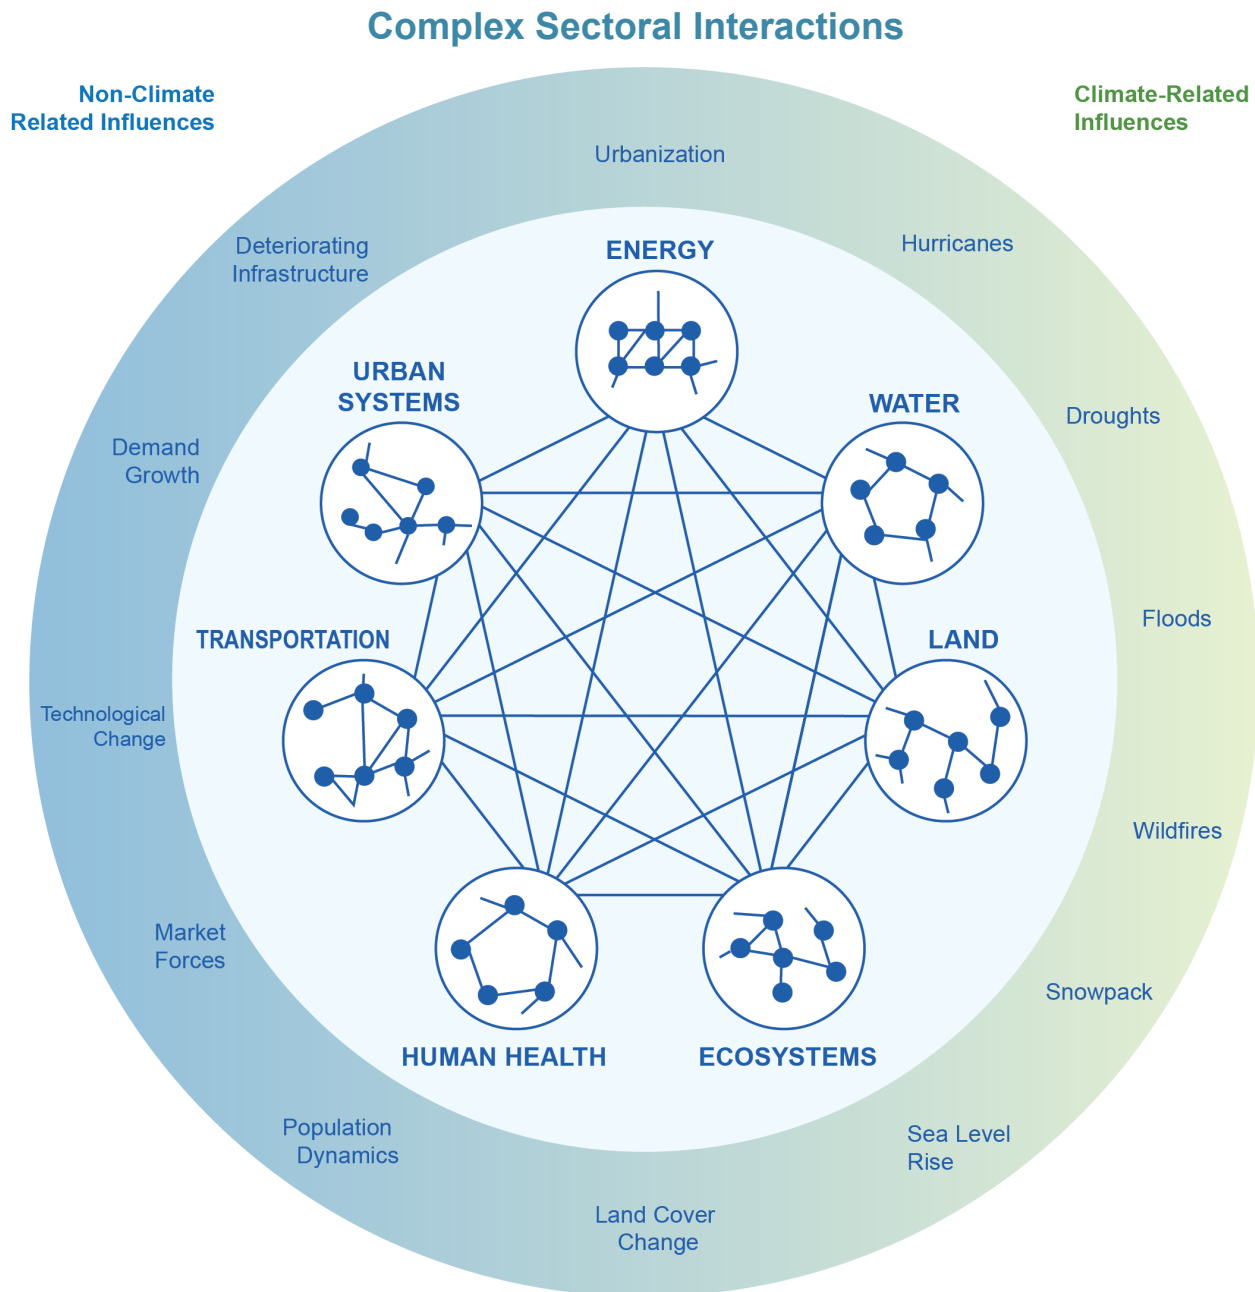 Complex Sectoral Interactions
Non-Climate
Related Influences
Climate-Related
Influences
Urbanization
Deteriorating
Infrastructure
Hurricanes
ENERGY
URBAN
SYSTEMS
WATER
Demand
Growth
Droughts
TRANSPORTATION
LAND
Floods
Technological
Change
Wildfires
Market
Forces
Snowpack
HUMAN HEALTH
ECOSYSTEMS
Population
Dynamics
Sea Level
Rise
Land Cover
Change